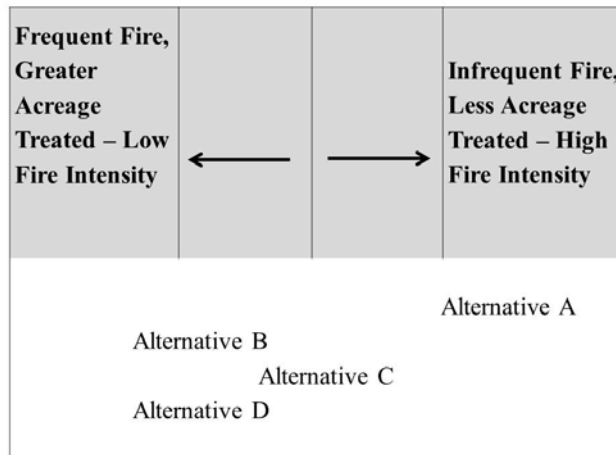 Frequent Fire,
Greater
Acreage
Treated – Low
Fire Intensity
Infrequent Fire,
Less Acreage
Treated – High
Fire Intensity
Alternative A
Alternative B
Alternative C
Alternative D